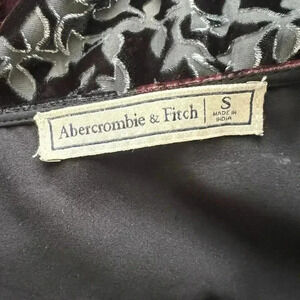 Abercrombie & Fitch
S
MADE IN
INDIA